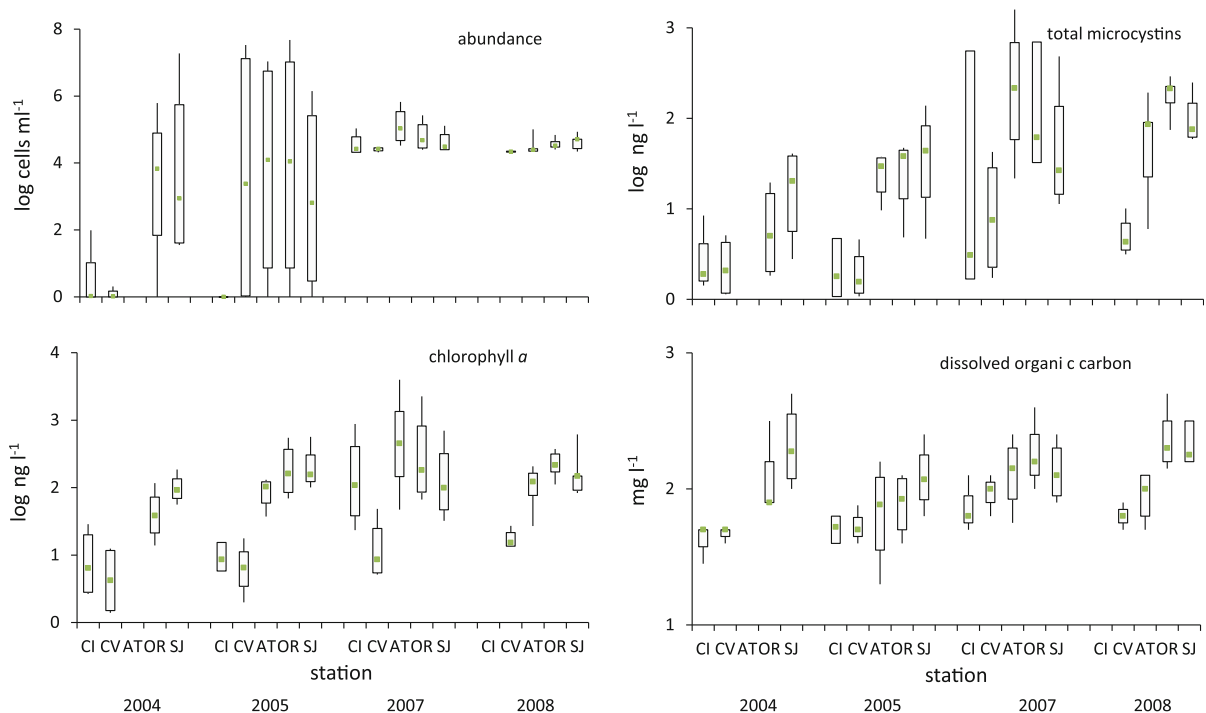 abundance
log cells ml-1
8
6
4
2
0
total microcystins
log ng l-1
3
2
1
0
chlorophyll a
log ng l-1
4
3
2
1
0
CI CV AT OR SJ CI CV AT OR SJ CI CV AT OR SJ CI CV AT OR SJ
station
2004 2005 2007 2008
dissolved organi c carbon
mg l-1
3
2
1
CI CV AT OR SJ CI CV AT OR SJ CI CV AT OR SJ CI CV AT OR SJ
station
2004 2005 2007 2008